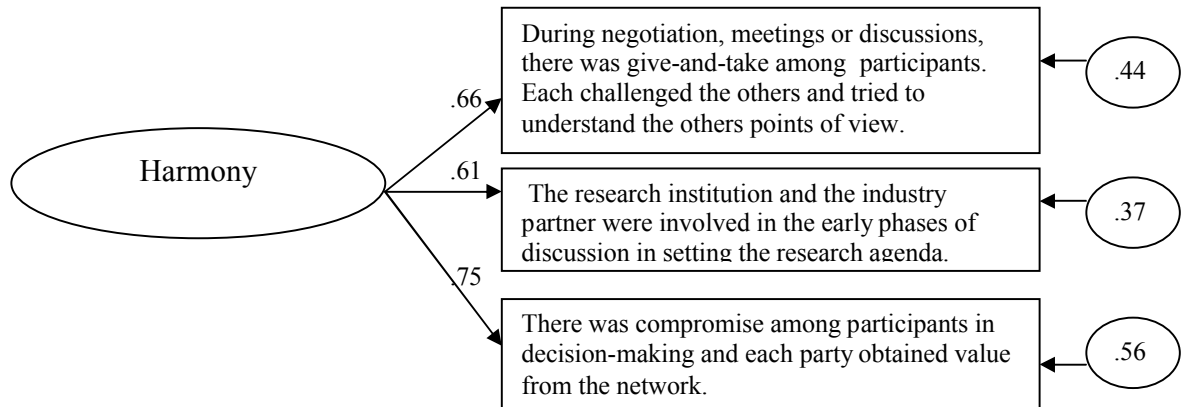 During negotiation, meetings or discussions,
there was give-and-take among participants.
Each challenged the others and tried to
understand the others points of view.
.44
.66
Harmony
.61
The research institution and the industry
partner were involved in the early phases of
discussion in setting the research agenda.
.37
.75
There was compromise among participants in
decision-making and each party obtained value
from the network.
.56